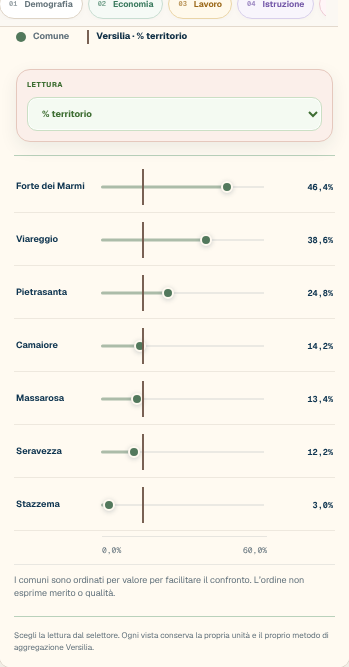 01 Demografia 02 Economia 03 Lavoro 04 Istruzione
Comune Versilia · % territorio
LETTURA
% territorio
Forte dei Marmi 46,4%
Viareggio 38,6%
Pietrasanta 24,8%
Camaiore 14,2%
Massarosa 13,4%
Seravezza 12,2%
Stazzema 3,0%
0,0% 60,0%
I comuni sono ordinati per valore per facilitare il confronto. L'ordine non
esprime merito o qualità.
Scegli la lettura dal selettore. Ogni vista conserva la propria unità e il proprio metodo di
aggregazione Versilia.